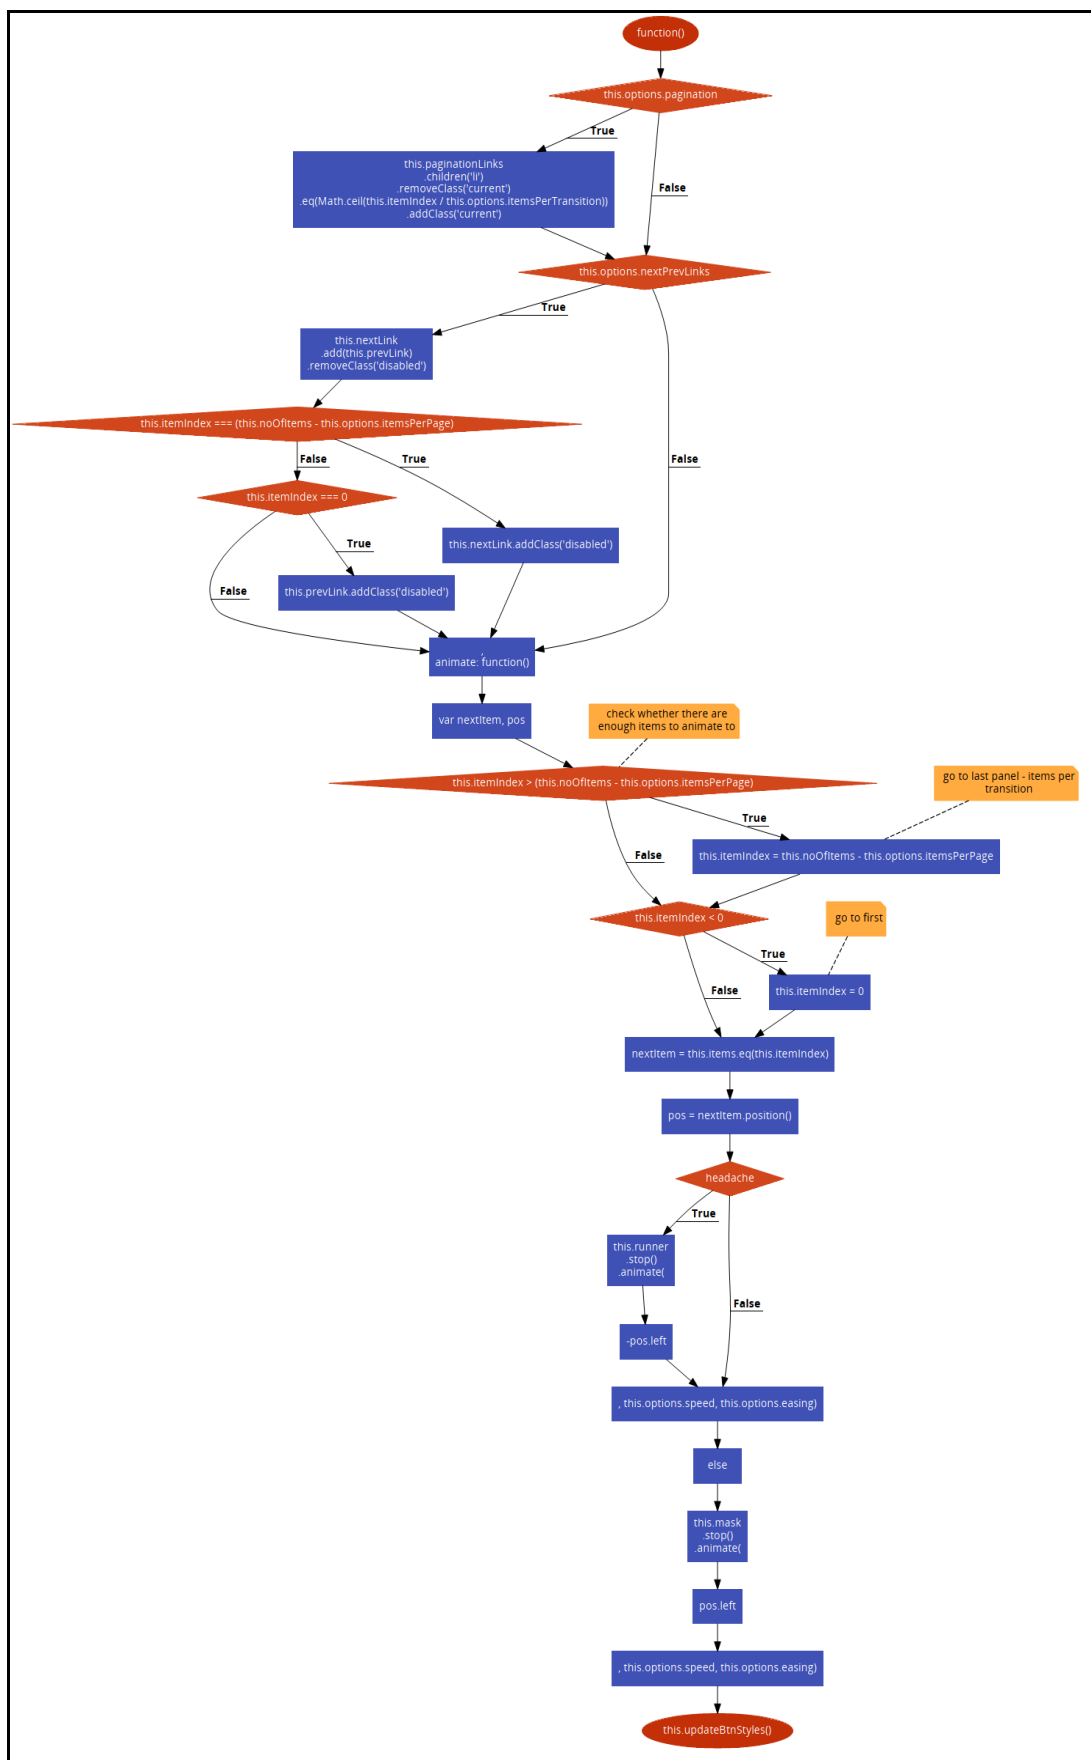 function()
this.options.pagination
True
this.paginationLinks
.children('li')
.removeClass('current')
.eq(Math.ceil(this.itemIndex / this.options.itemsPerTransition))
.addClass('current')
False
this.options.nextPrevLinks
True
this.nextLink
.add(this.prevLink)
.removeClass('disabled')
this.itemIndex === (this.noOfItems - this.options.itemsPerPage)
False
True
False
this.itemIndex === 0
True
this.nextLink.addClass('disabled')
False
this.prevLink.addClass('disabled')
,
animate: function()
var nextItem, pos
check whether there are
enough items to animate to
this.itemIndex > (this.noOfItems - this.options.itemsPerPage)
go to last panel - items per
transition
True
False
this.itemIndex = this.noOfItems - this.options.itemsPerPage
this.itemIndex < 0
go to first
True
False
this.itemIndex = 0
nextItem = this.items.eq(this.itemIndex)
pos = nextItem.position()
headache
True
this.runner
.stop()
.animate(
False
-pos.left
, this.options.speed, this.options.easing)
else
this.mask
.stop()
.animate(
pos.left
, this.options.speed, this.options.easing)
this.updateBtnStyles()